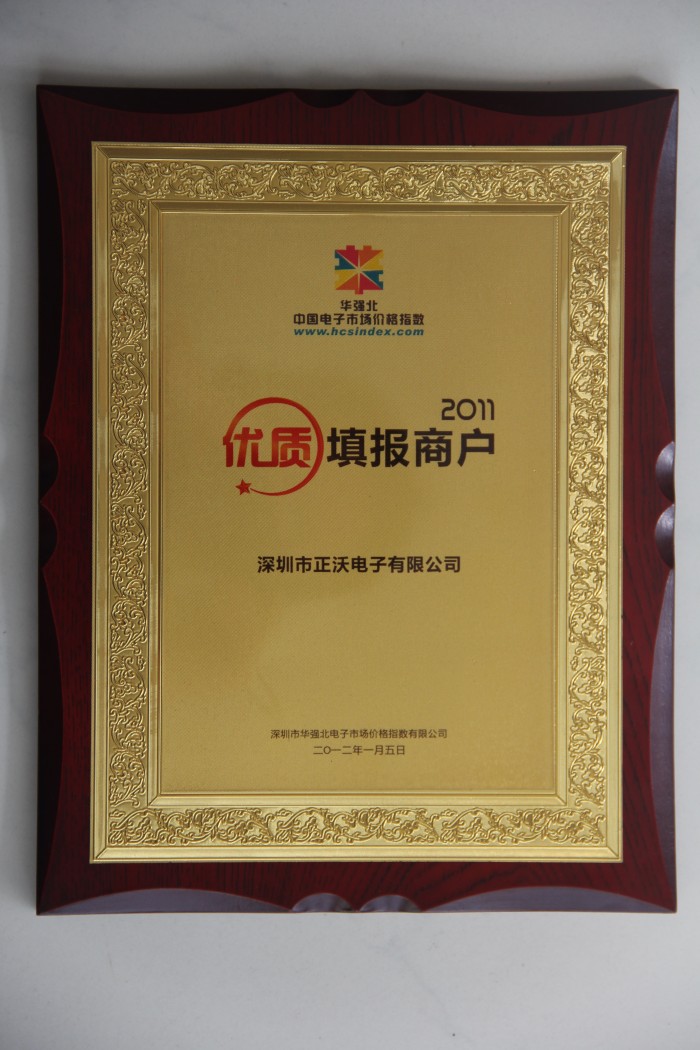 华强北
中国电子市场价格指数
www.hcsindex.com
2011
优质填报商户
深圳市正沃电子有限公司
深圳市华强北电子市场价格指数有限公司
二〇一二年一月五日